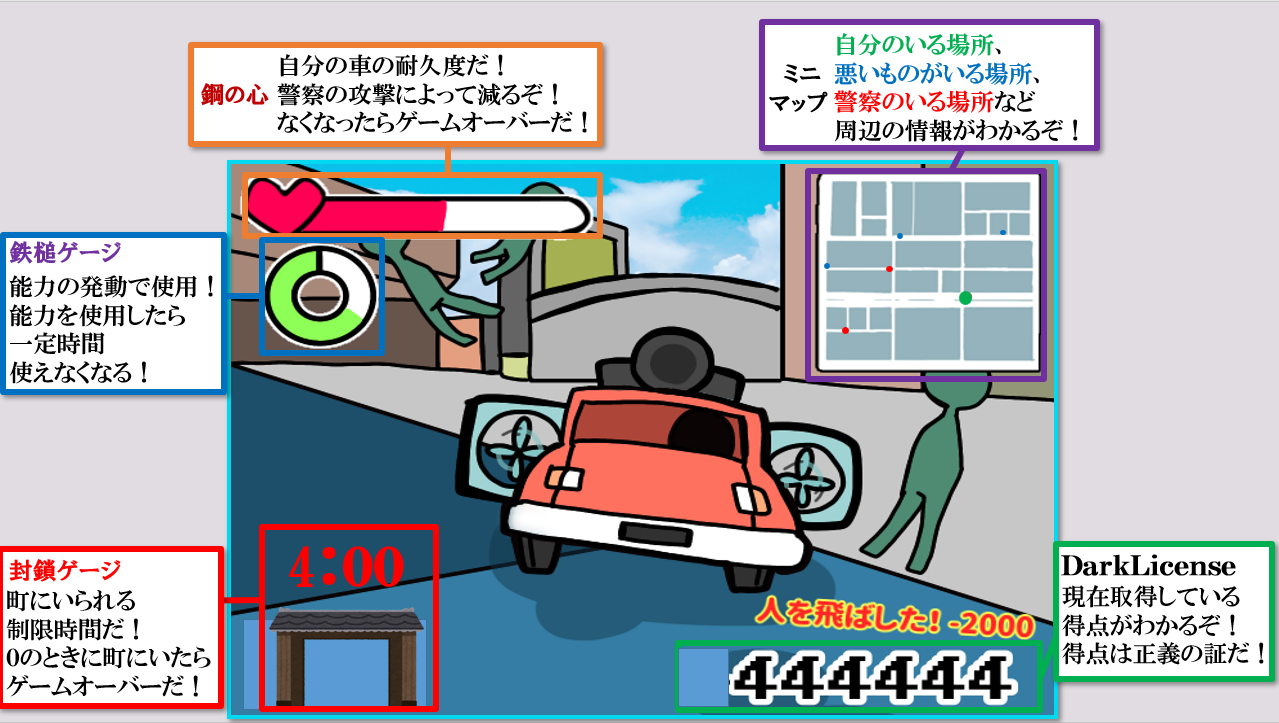 鋼の心
自分の車の耐久度だ！
警察の攻撃によって減るぞ！
なくなったらゲームオーバーだ！
ミニ
マップ
自分のいる場所、
悪いものがいる場所、
警察のいる場所など
周辺の情報がわかるぞ！
鉄槌ゲージ
能力の発動で使用！
能力を使用したら
一定時間
使えなくなる！
封鎖ゲージ
町にいられる
制限時間だ！
0のときに町にいたら
ゲームオーバーだ！
4:00
人を飛ばした! -2000
444444
DarkLicense
現在取得している
得点がわかるぞ！
得点は正義の証だ！